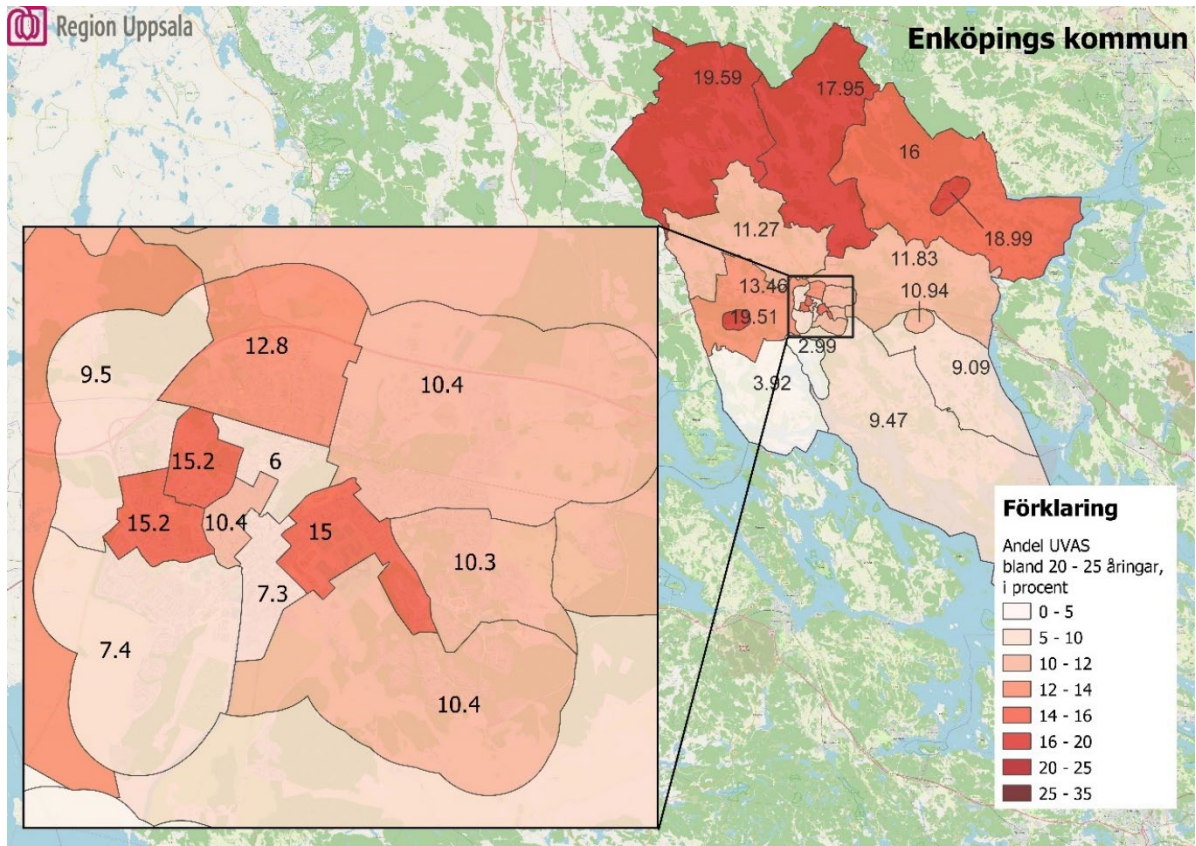 Region Uppsala
Enköpings kommun
19.59
17.95
16
18.99
11.27
11.83
13.46
10.94
19.51
2.99
3.92
9.09
9.47
12.8
9.5
10.4
15.2
6
15.2
10.4
15
10.3
7.3
7.4
10.4
Förklaring
Andel UVAS
bland 20 - 25 åringar,
i procent
0 - 5
5 - 10
10 - 12
12 - 14
14 - 16
16 - 20
20 - 25
25 - 35